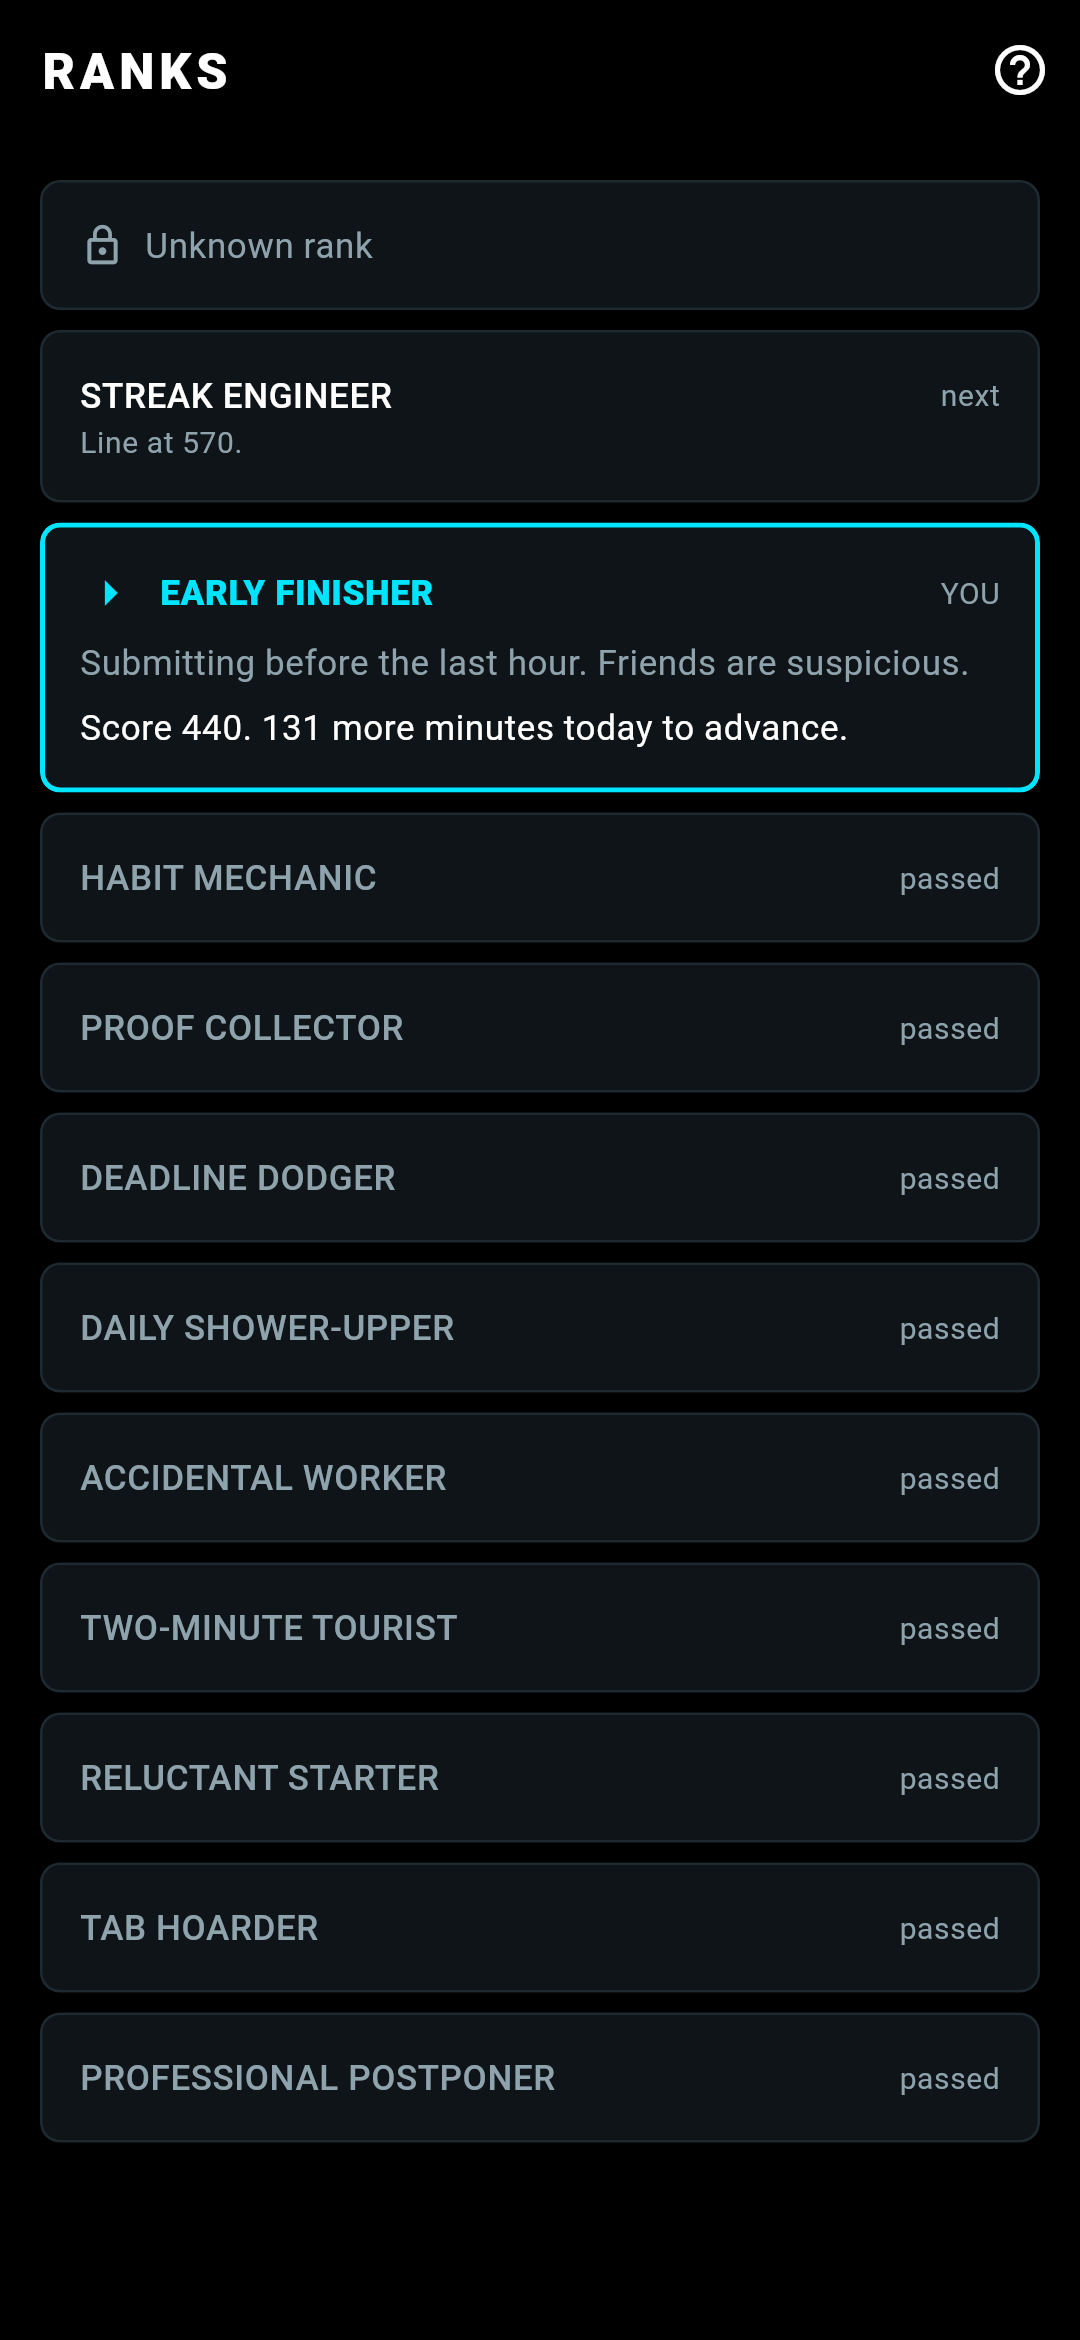 RANKS
Unknown rank
STREAK ENGINEER
next
Line at 570.
EARLY FINISHER
YOU
Submitting before the last hour. Friends are suspicious.
Score 440. 131 more minutes today to advance.
HABIT MECHANIC
passed
PROOF COLLECTOR
passed
DEADLINE DODGER
passed
DAILY SHOWER-UPPER
passed
ACCIDENTAL WORKER
passed
TWO-MINUTE TOURIST
passed
RELUCTANT STARTER
passed
TAB HOARDER
passed
PROFESSIONAL POSTPONER
passed